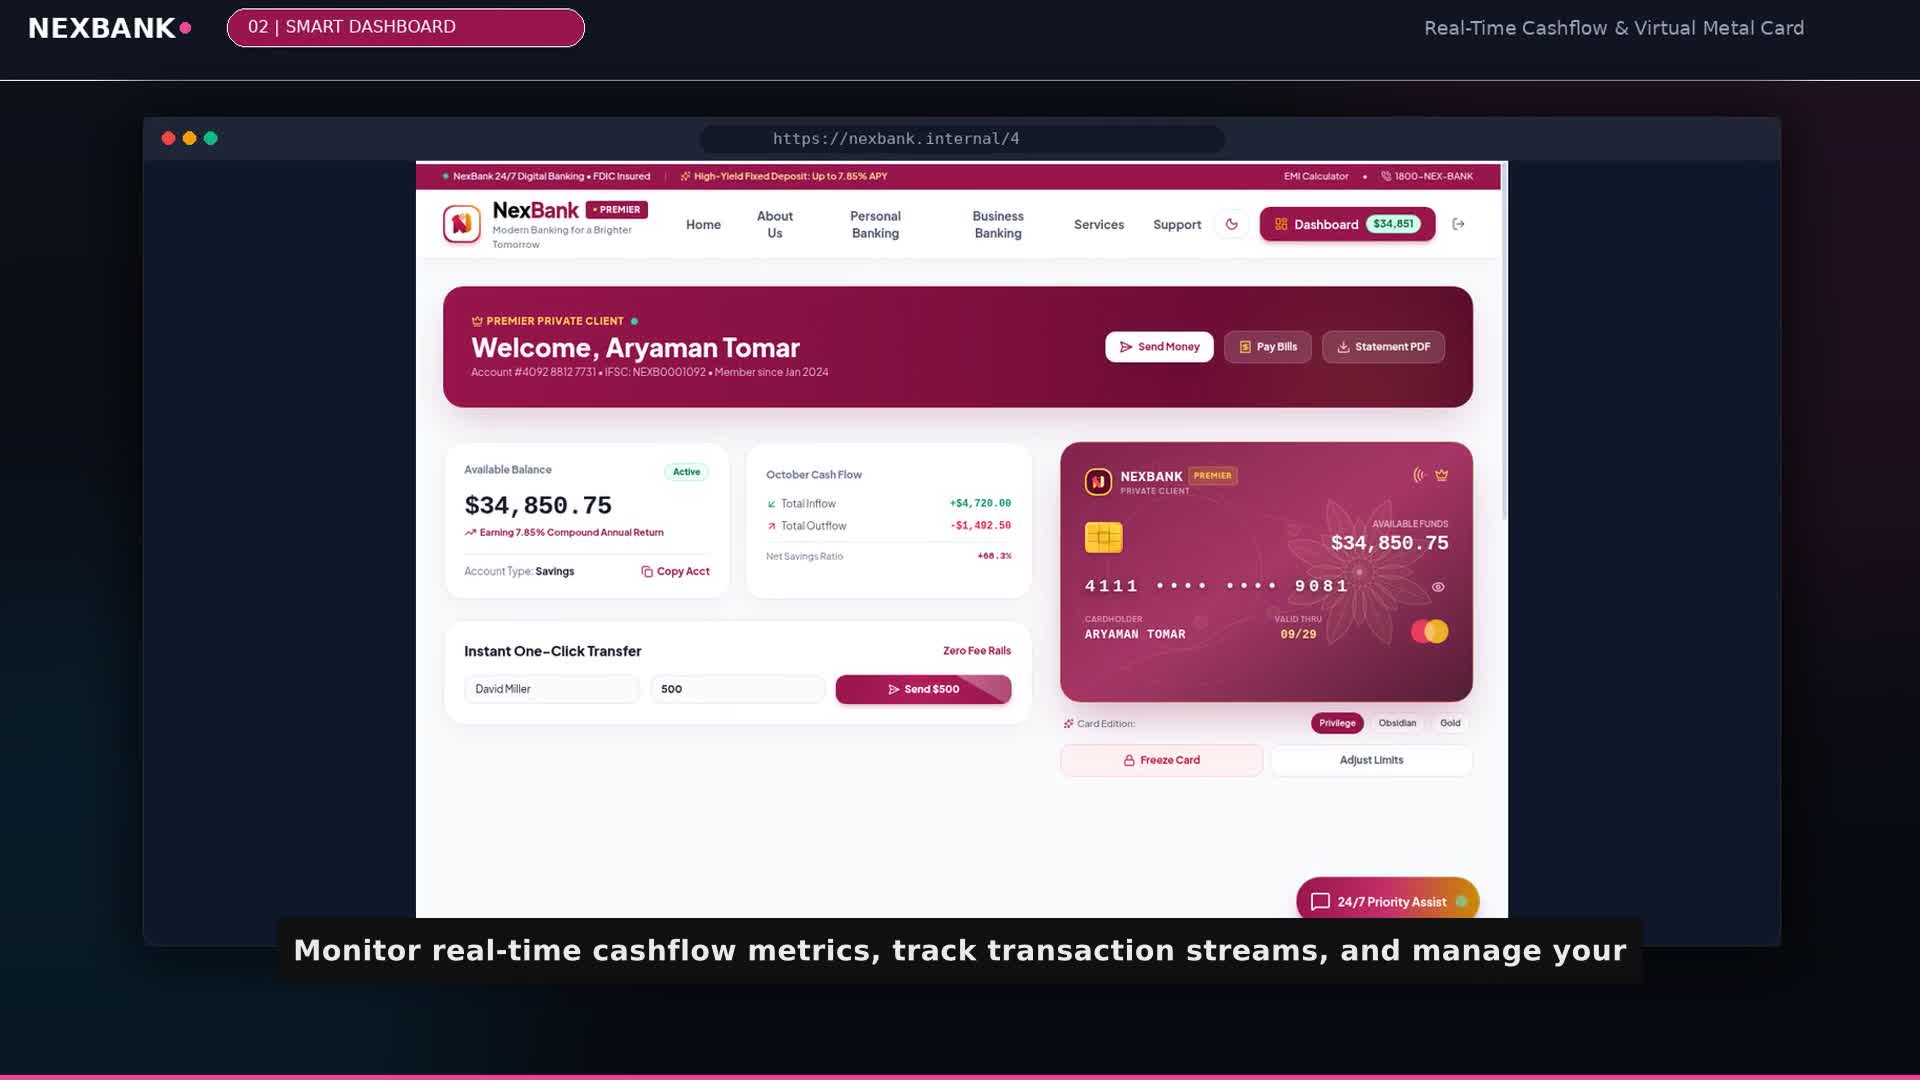 NEXBANK
02 | SMART DASHBOARD
Real-Time Cashflow & Virtual Metal Card
https://nexbank.internal/4
NexBank 24/7 Digital Banking • FDIC Insured | High-Yield Fixed Deposit: Up to 7.85% APY
EMI Calculator • 1800-NEX-BANK
NexBank • PREMIER
Modern Banking for a Brighter
Tomorrow
Home
About
Us
Personal
Banking
Business
Banking
Services
Support
Dashboard $34,851
PREMIER PRIVATE CLIENT
Welcome, Aryaman Tomar
Account #4092 8812 7731 • IFSC: NEXB0001092 • Member since Jan 2024
Send Money
Pay Bills
Statement PDF
Available Balance
Active
$34,850.75
Earning 7.85% Compound Annual Return
Account Type: Savings
Copy Acct
October Cash Flow
Total Inflow +$4,720.00
Total Outflow -$1,492.50
Net Savings Ratio +68.3%
Instant One-Click Transfer
Zero Fee Rails
David Miller
500
Send $500
NEXBANK PREMIER
PRIVATE CLIENT
AVAILABLE FUNDS
$34,850.75
4111 •••• •••• 9081
CARDHOLDER
ARYAMAN TOMAR
VALID THRU
09/29
Card Edition:
Privilege
Obsidian
Gold
Freeze Card
Adjust Limits
24/7 Priority Assist
Monitor real-time cashflow metrics, track transaction streams, and manage your